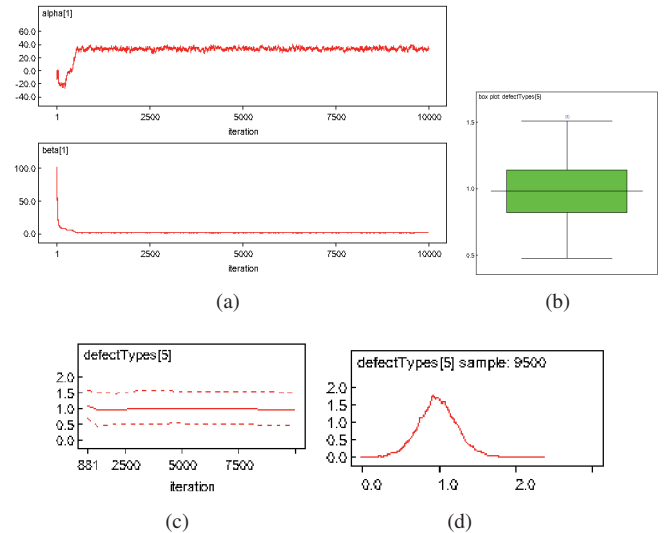 alpha[1]
60.0
40.0
20.0
0.0
-20.0
-40.0
1 2500 5000 7500 10000
iteration
beta[1]
100.0
50.0
0.0
1 2500 5000 7500 10000
iteration
(a)
box plot: defectTypes[5]
1.5
1.0
0.5
(b)
defectTypes[5]
2.0
1.5
1.0
0.5
0.0
881 2500 5000 7500
iteration
(c)
defectTypes[5] sample: 9500
2.0
1.5
1.0
0.5
0.0
0.0 1.0 2.0
(d)